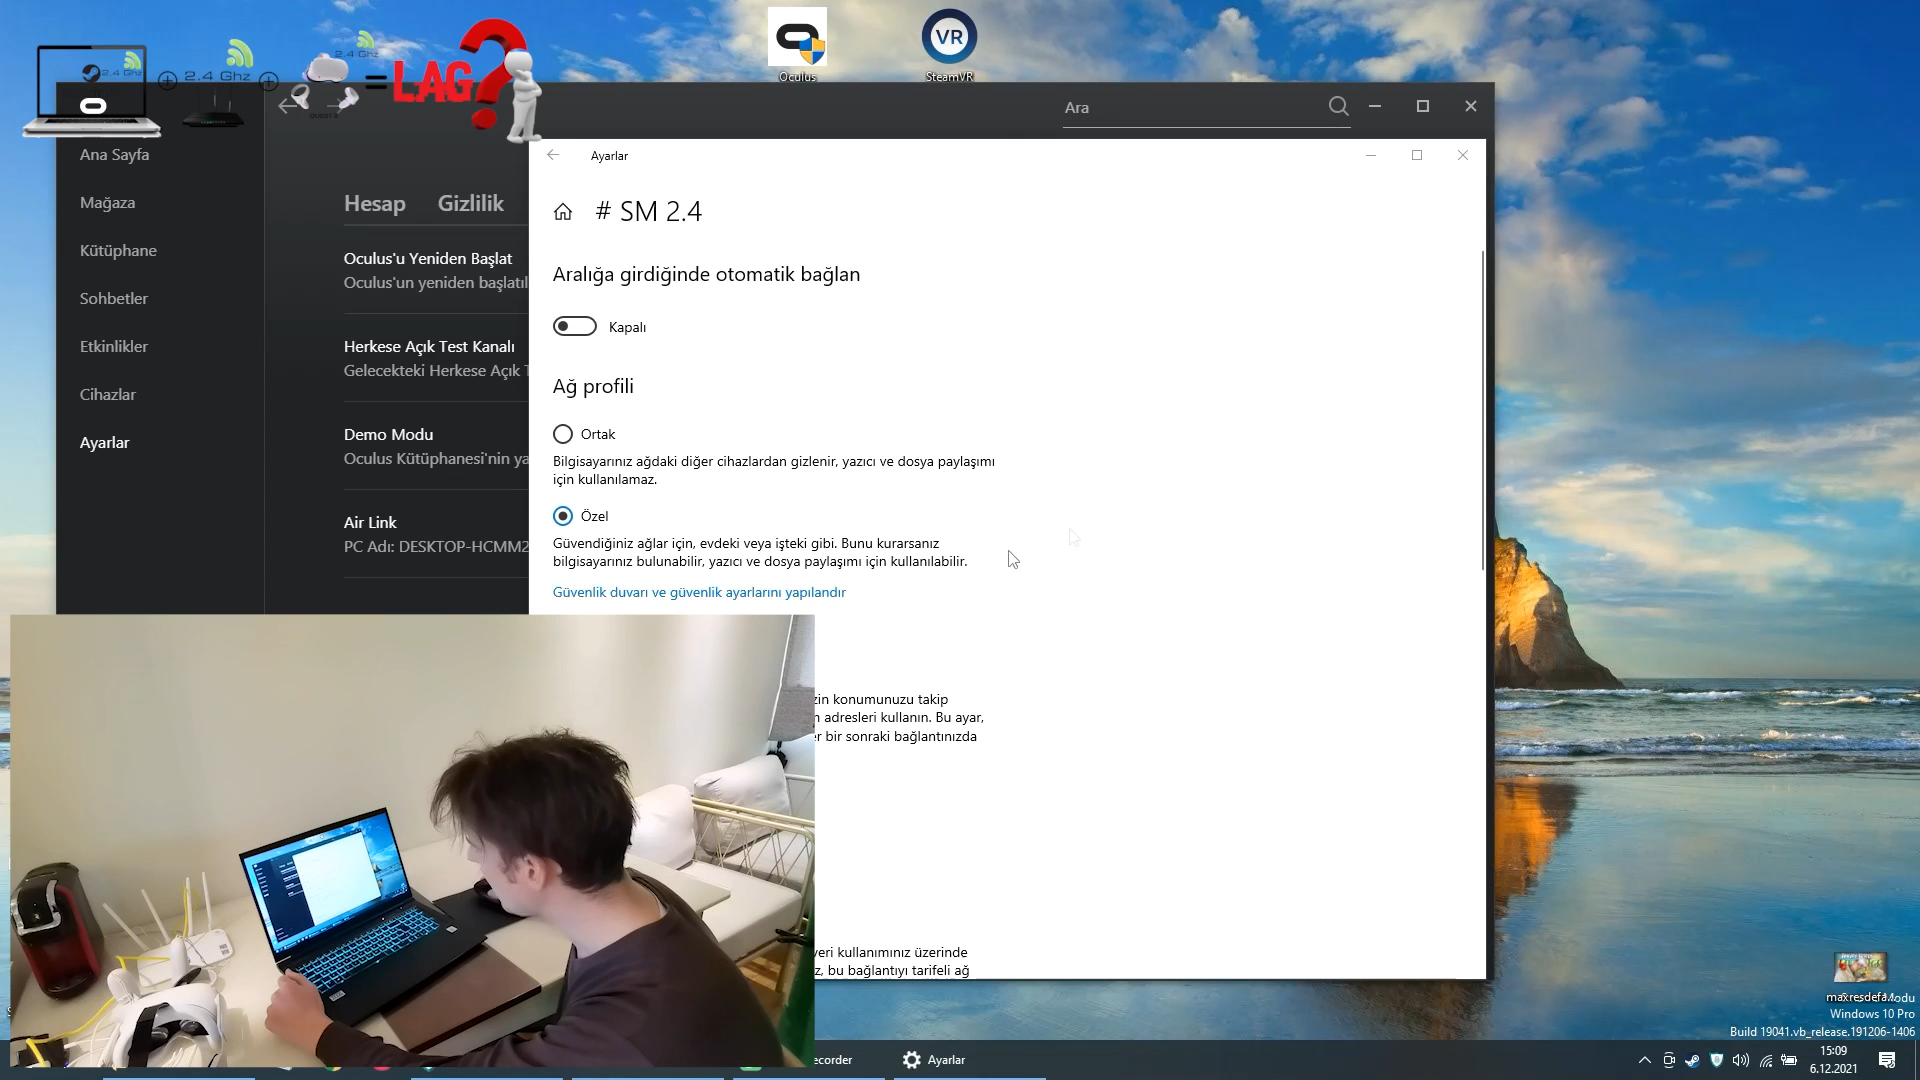 Oculus
SteamVR
2.4 Ghz
2.4 Ghz
2.4 Ghz
QUEST 2
= LAG?
Ara
Ana Sayfa
Mağaza
Kütüphane
Sohbetler
Etkinlikler
Cihazlar
Ayarlar
Hesap
Gizlilik
Oculus'u Yeniden Başlat
Oculus'un yeniden başlatıl
Herkese Açık Test Kanalı
Gelecekteki Herkese Açık T
Demo Modu
Oculus Kütüphanesi'nin ya
Air Link
PC Adı: DESKTOP-HCMM2
Ayarlar
# SM 2.4
Aralığa girdiğinde otomatik bağlan
Kapalı
Ağ profili
Ortak
Bilgisayarınız ağdaki diğer cihazlardan gizlenir, yazıcı ve dosya paylaşımı
için kullanılamaz.
Özel
Güvendiğiniz ağlar için, evdeki veya işteki gibi. Bunu kurarsanız
bilgisayarınız bulunabilir, yazıcı ve dosya paylaşımı için kullanılabilir.
Güvenlik duvarı ve güvenlik ayarlarını yapılandır
zin konumunuzu takip
adresleri kullanın. Bu ayar,
er bir sonraki bağlantınızda
veri kullanımınız üzerinde
z, bu bağlantıyı tarifeli ağ
Modu
Windows 10 Pro
Build 19041.vb_release.191206-1406
ecorder
Ayarlar
15:09
6.12.2021